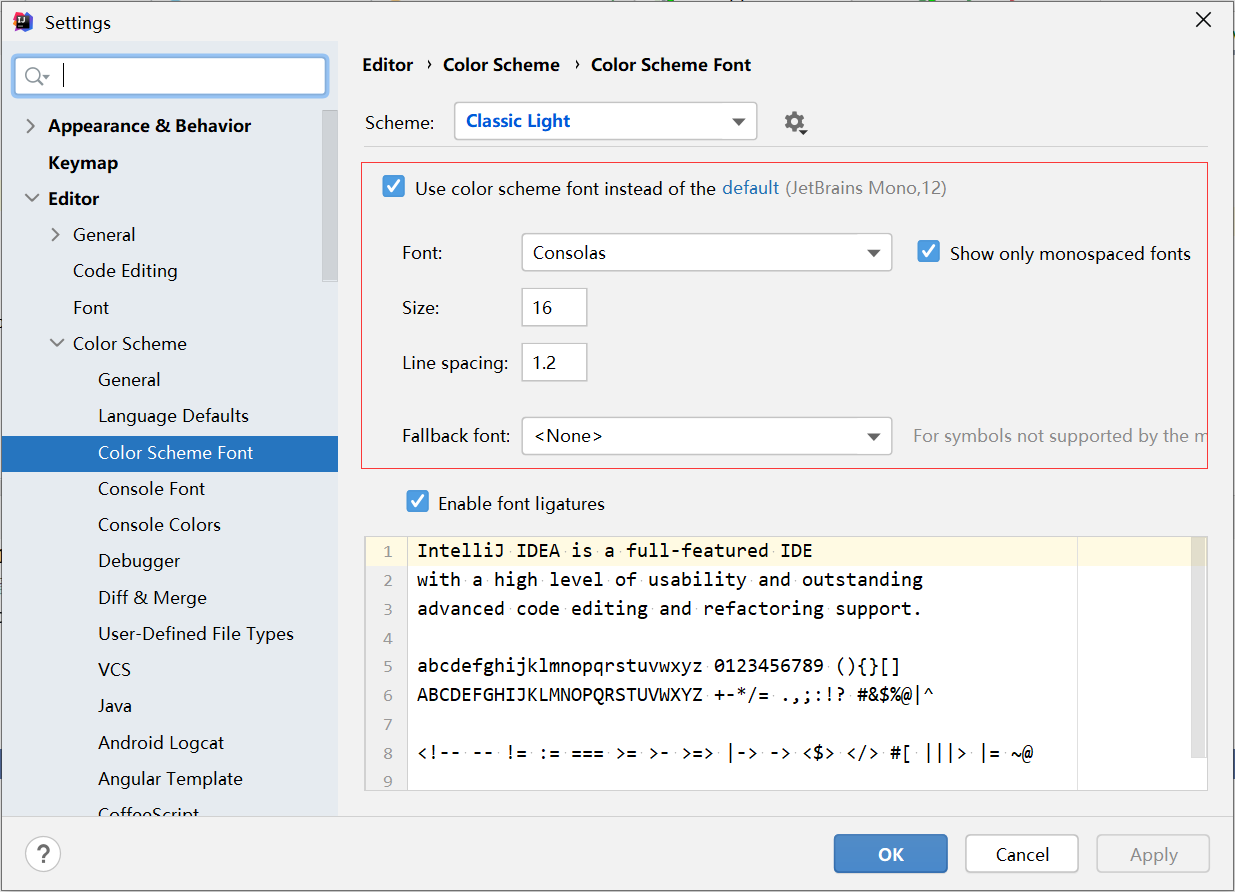 Settings
Appearance & Behavior
Keymap
Editor
General
Code Editing
Font
Color Scheme
General
Language Defaults
Color Scheme Font
Console Font
Console Colors
Debugger
Diff & Merge
User-Defined File Types
VCS
Java
Android Logcat
Angular Template
CoffeeScript
Editor › Color Scheme › Color Scheme Font
Scheme: Classic Light
Use color scheme font instead of the default (JetBrains Mono,12)
Font: Consolas Show only monospaced fonts
Size: 16
Line spacing: 1.2
Fallback font: <None> For symbols not supported by the m
Enable font ligatures
1 IntelliJ IDEA is a full-featured IDE
2 with a high level of usability and outstanding
3 advanced code editing and refactoring support.
4
5 abcdefghijklmnopqrstuvwxyz 0123456789 (){}[]
6 ABCDEFGHIJKLMNOPQRSTUVWXYZ +-*/= .,;:!? #&$%@|^
7
8 <!-- -- != := === >= >- >=> |-> -> <$> </> #[ |||> |= ~@
9
? OK Cancel Apply